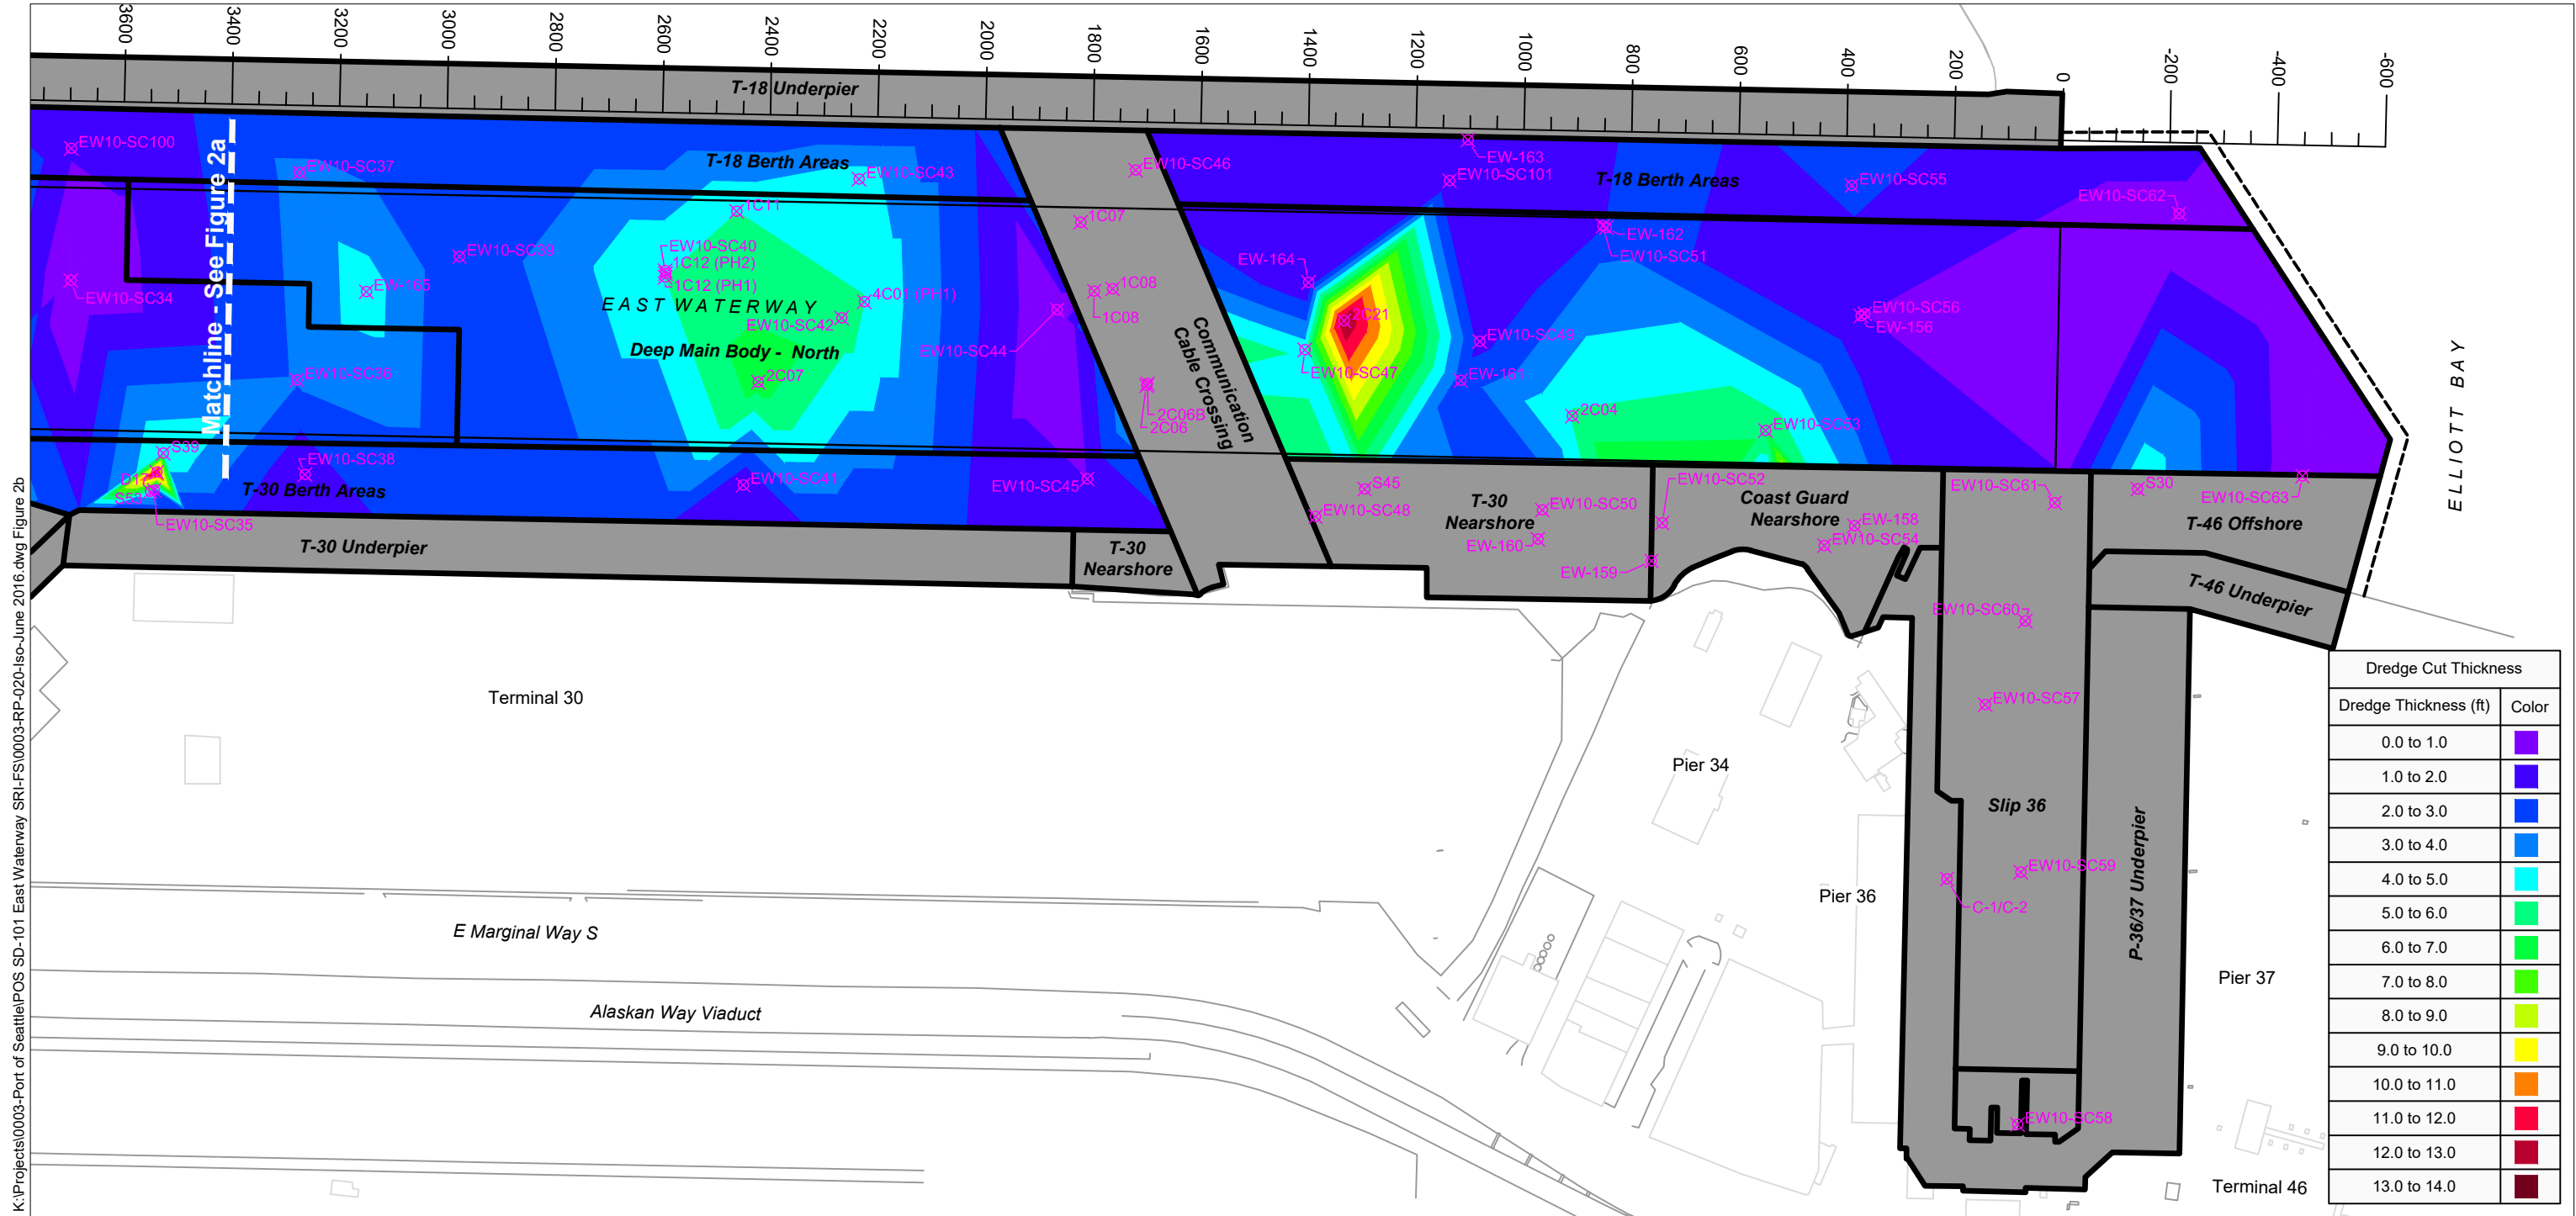 3600
3400
3200
3000
2800
2600
2400
2200
2000
1800
1600
1400
1200
1000
800
600
400
200
0
-200
-400
-600
T-18 Underpier
EW10-SC100
EW10-SC37
T-18 Berth Areas
EW10-SC43
EW10-SC46
EW-163
EW10-SC101
T-18 Berth Areas
EW10-SC55
EW10-SC62
1C11
1C07
EW-162
EW10-SC51
EW10-SC39
EW10-SC40
1C12 (PH2)
1C12 (PH1)
EW-164
EW10-SC34
EW-165
EAST WATERWAY
4C01 (PH1)
EW10-SC42
1C08
1C08
2C21
EW10-SC56
EW-156
Matchline - See Figure 2a
Deep Main Body - North
EW10-SC44
Communication
Cable Crossing
EW10-SC49
EW10-SC47
EW-161
EW10-SC36
2C07
2C06B
2C06
2C04
EW10-SC53
ELLIOTT BAY
S39
D17
S53
EW10-SC35
EW10-SC38
T-30 Berth Areas
EW10-SC41
EW10-SC45
S45
EW10-SC48
T-30
Nearshore
EW10-SC50
EW-160
EW-159
EW10-SC52
Coast Guard
Nearshore
EW-158
EW10-SC54
EW10-SC61
S30
EW10-SC63
T-46 Offshore
T-30 Underpier
T-30
Nearshore
T-46 Underpier
EW10-SC60
EW10-SC57
Terminal 30
Pier 34
Slip 36
EW10-SC59
C-1/C-2
Pier 36
P-36/37 Underpier
E Marginal Way S
Alaskan Way Viaduct
Pier 37
EW10-SC58
Terminal 46
Dredge Cut Thickness
Dredge Thickness (ft) Color
0.0 to 1.0
1.0 to 2.0
2.0 to 3.0
3.0 to 4.0
4.0 to 5.0
5.0 to 6.0
6.0 to 7.0
7.0 to 8.0
8.0 to 9.0
9.0 to 10.0
10.0 to 11.0
11.0 to 12.0
12.0 to 13.0
13.0 to 14.0
K:\Projects\0003-Port of Seattle\POS SD-101 East Waterway SRI-FS\0003-RP-020-Iso-June 2016.dwg Figure 2b